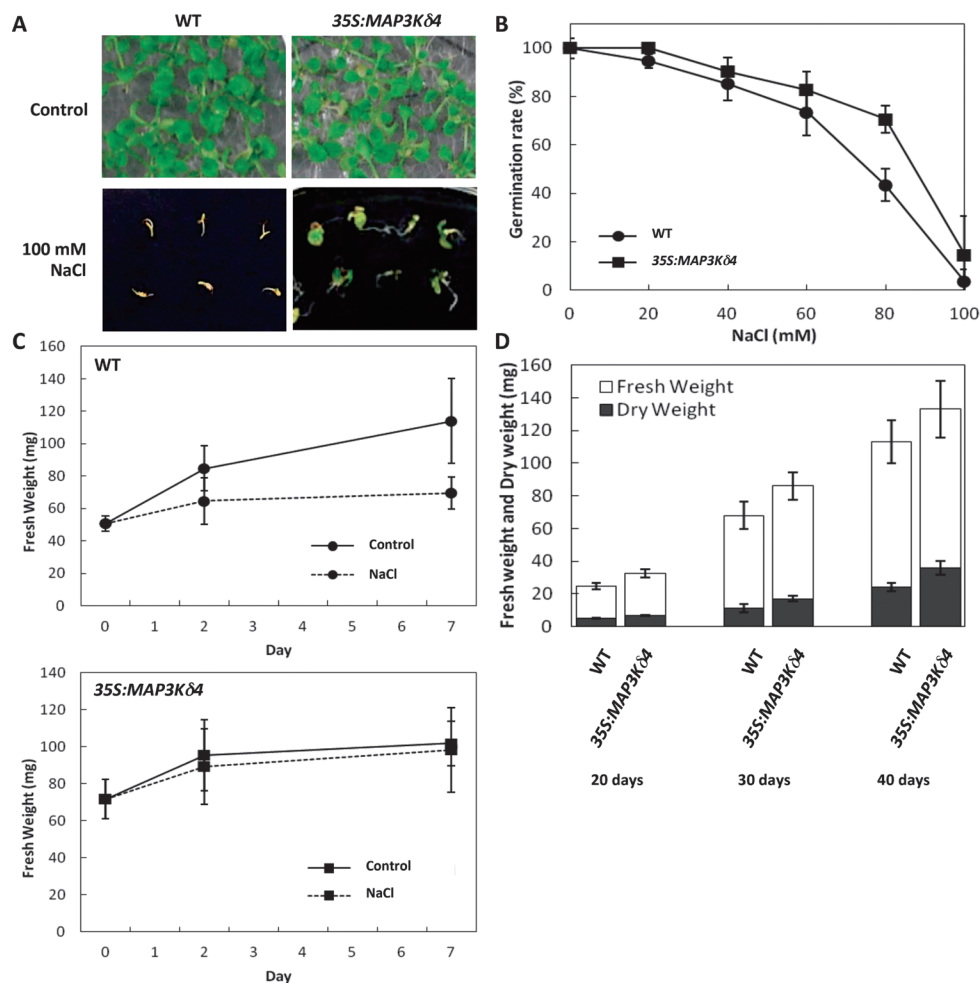 A
WT
35S:MAP3Kδ4
Control
100 mM
NaCl
B
Germination rate (%)
100
80
60
40
20
0
0 20 40 60 80 100
NaCl (mM)
WT
35S:MAP3Kδ4
C
WT
Fresh Weight (mg)
160
140
120
100
80
60
40
20
0
0 1 2 3 4 5 6 7
Day
Control
NaCl
35S:MAP3Kδ4
Fresh Weight (mg)
140
120
100
80
60
40
20
0
0 1 2 3 4 5 6 7
Day
Control
NaCl
D
Fresh weight and Dry weight (mg)
160
140
120
100
80
60
40
20
0
Fresh Weight
Dry Weight
WT
35S:MAP3Kδ4
WT
35S:MAP3Kδ4
WT
35S:MAP3Kδ4
20 days
30 days
40 days